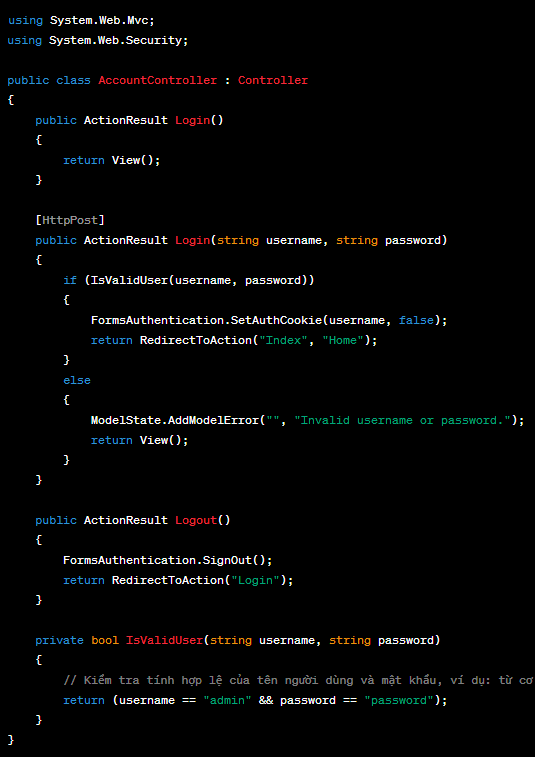 using System.Web.Mvc;
using System.Web.Security;
public class AccountController : Controller
{
public ActionResult Login()
{
return View();
}
[HttpPost]
public ActionResult Login(string username, string password)
{
if (IsValidUser(username, password))
{
FormsAuthentication.SetAuthCookie(username, false);
return RedirectToAction("Index", "Home");
}
else
{
ModelState.AddModelError("", "Invalid username or password.");
return View();
}
}
public ActionResult Logout()
{
FormsAuthentication.SignOut();
return RedirectToAction("Login");
}
private bool IsValidUser(string username, string password)
{
// Kiểm tra tính hợp lệ của tên người dùng và mật khẩu, ví dụ: từ cơ
return (username == "admin" && password == "password");
}
}